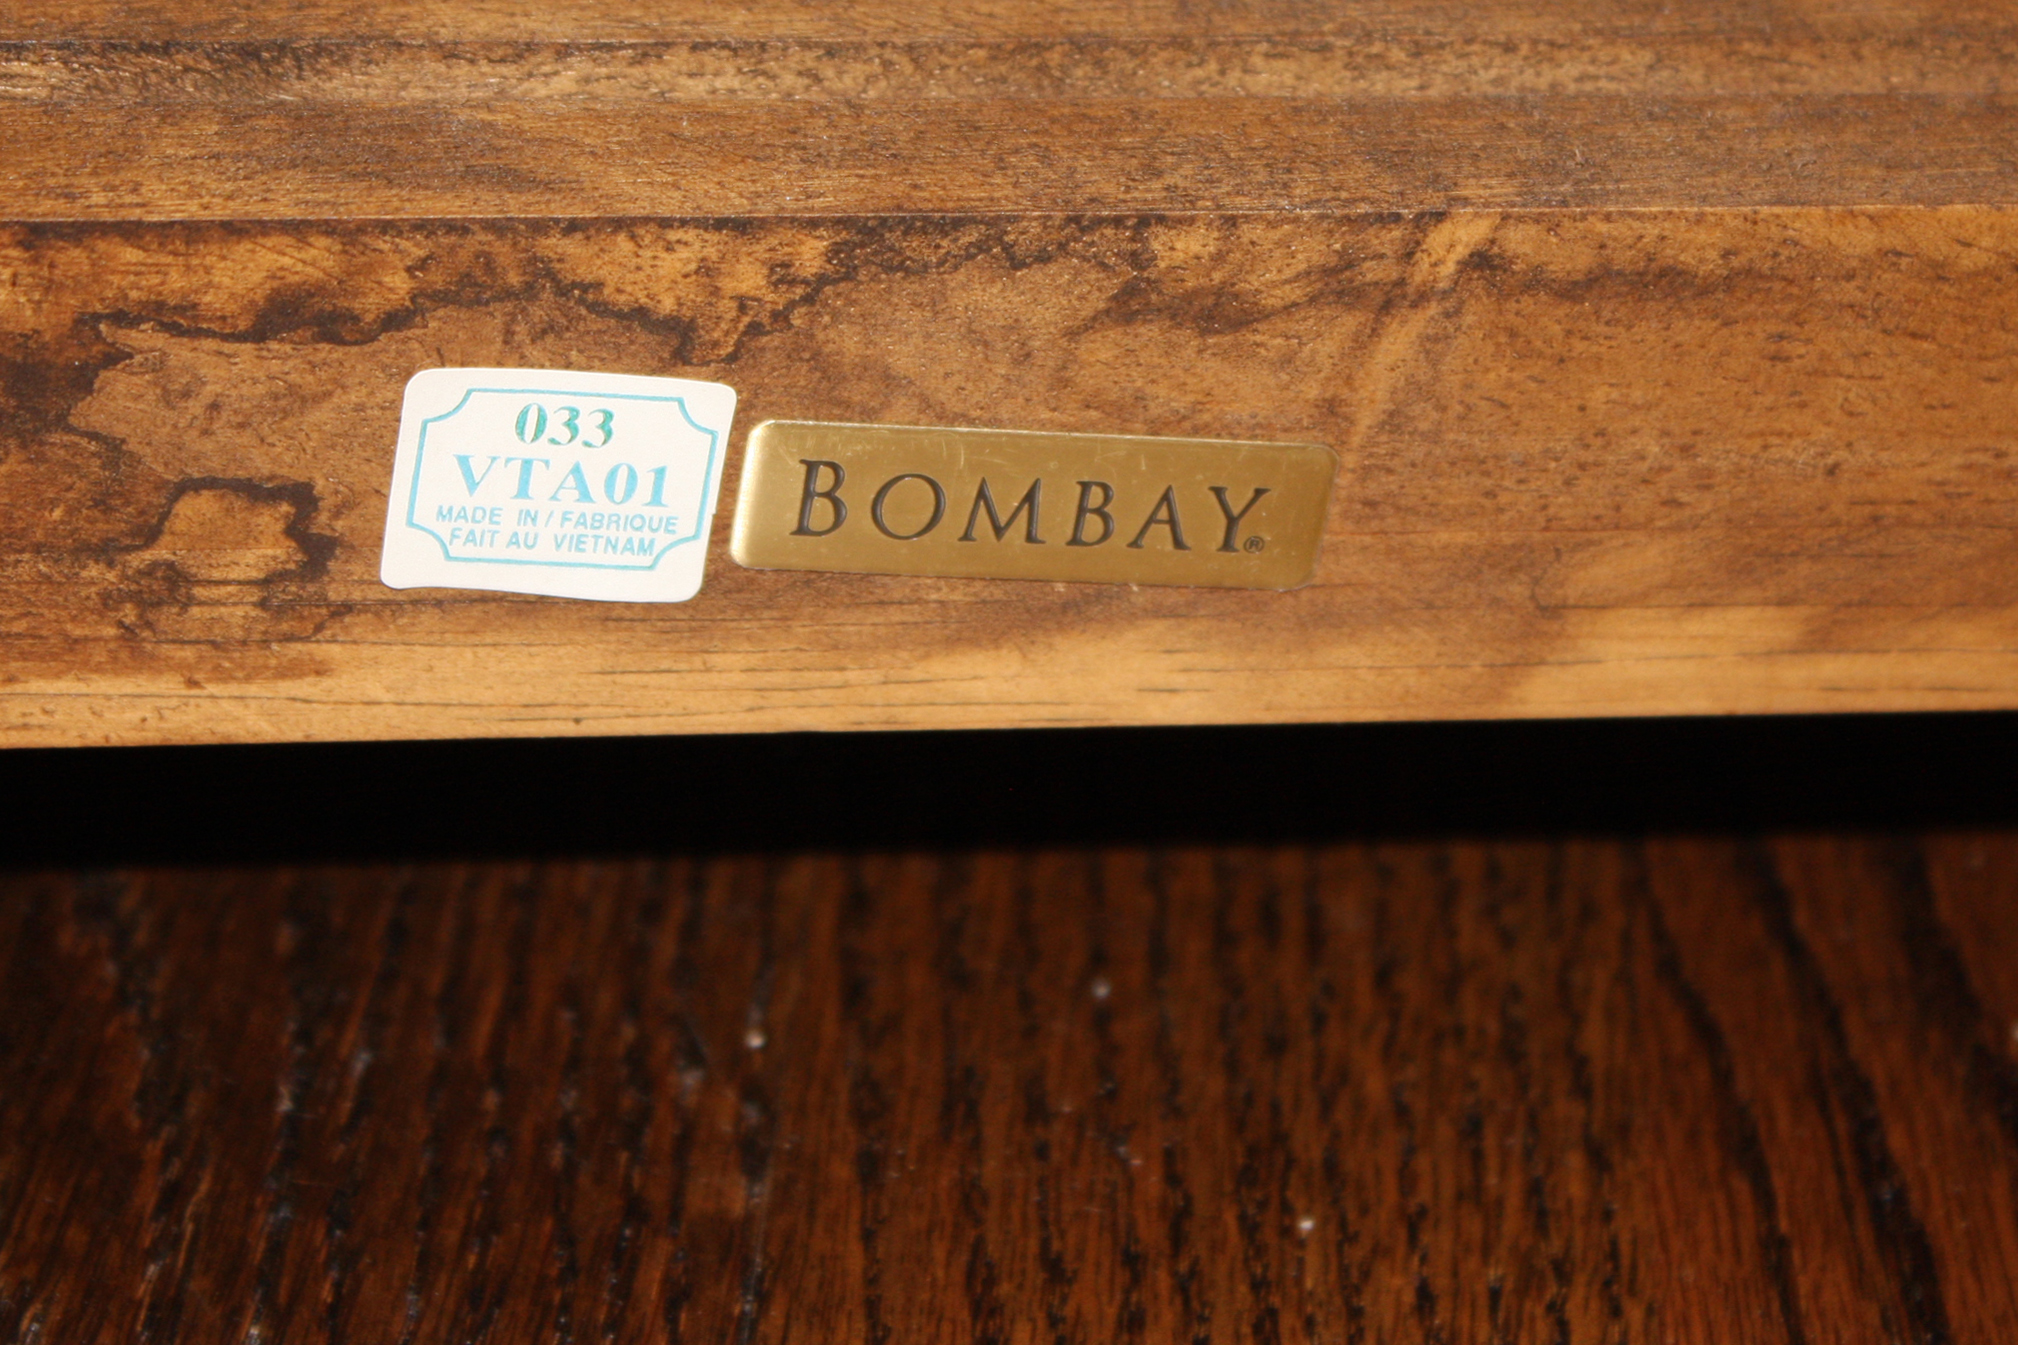 033
VTA01
MADE IN / FABRIQUE
FAIT AU VIETNAM
BOMBAY®